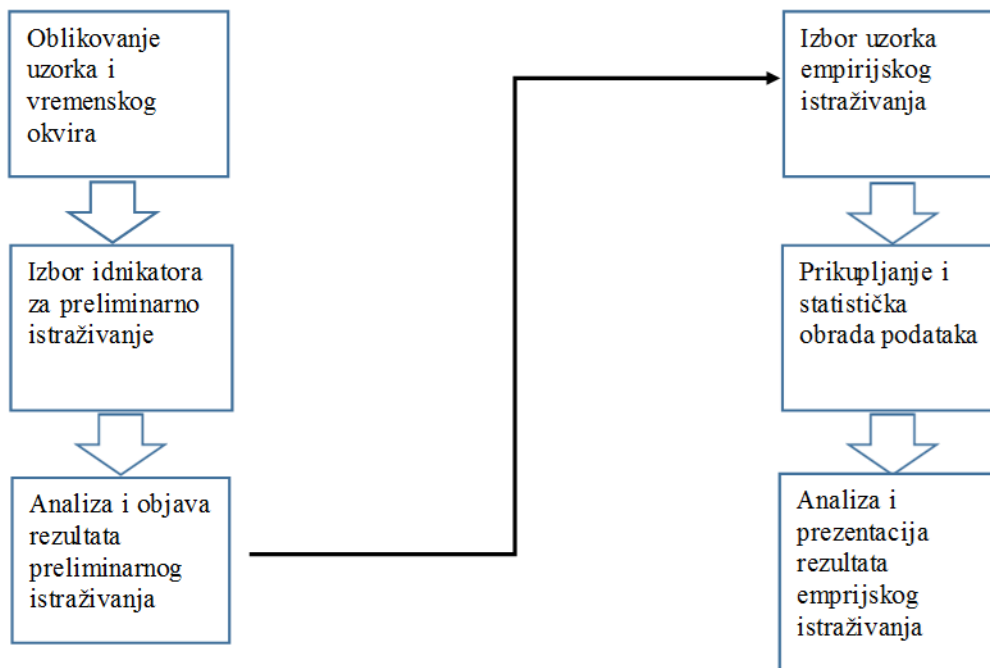 Oblikovanje
uzorka i
vremenskog
okvira
Izbor idnikatora
za preliminarno
istraživanje
Analiza i objava
rezultata
preliminarnog
istraživanja
Izbor uzorka
empirijskog
istraživanja
Prikupljanje i
statistička
obrada podataka
Analiza i
prezentacija
rezultata
emprijskog
istraživanja